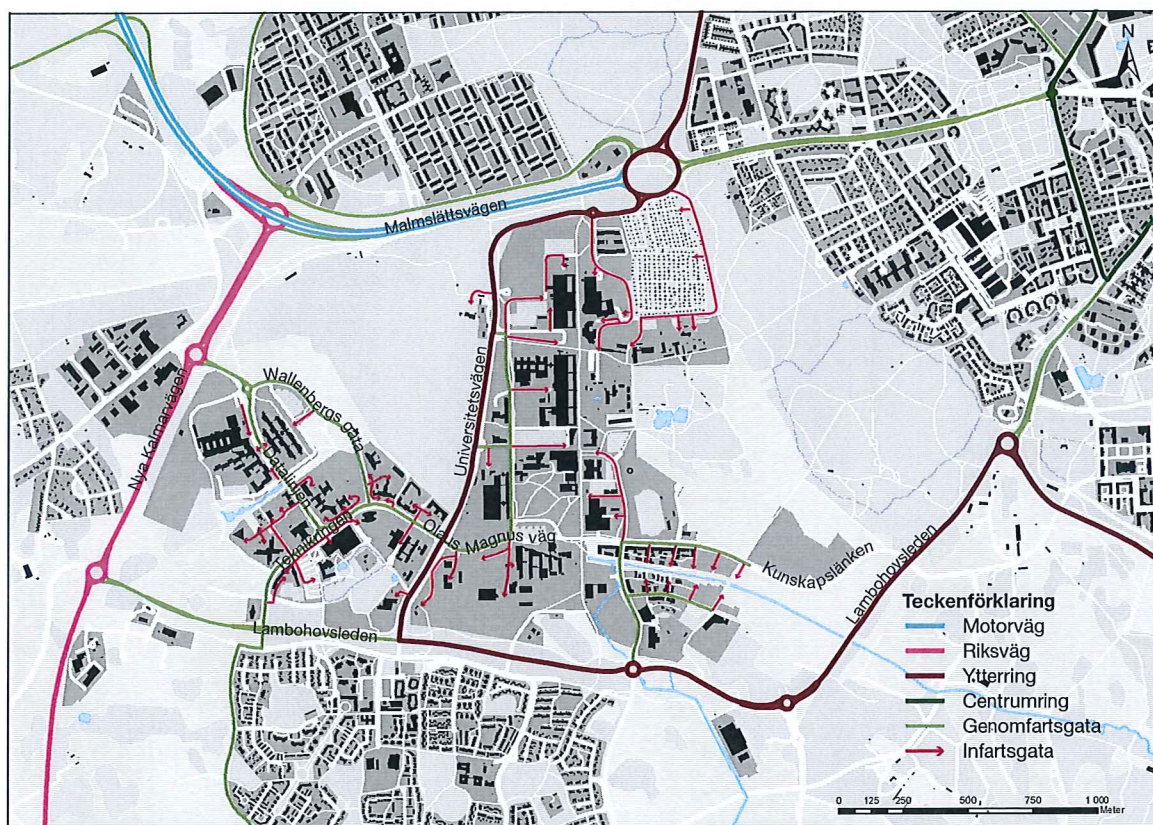 N
Malmslättsvägen
Nya Kalmarvägen
Wallenbergs gata
Universitetsvägen
Datalinjen
Teknikringen
Olaus Magnus väg
Kunskapslänken
Lambohovsleden
Lambohovsleden
Teckenförklaring
Motorväg
Riksväg
Ytterring
Centrumring
Genomfartsgata
Infartsgata
0 125 250 500 750 1 000
Meter